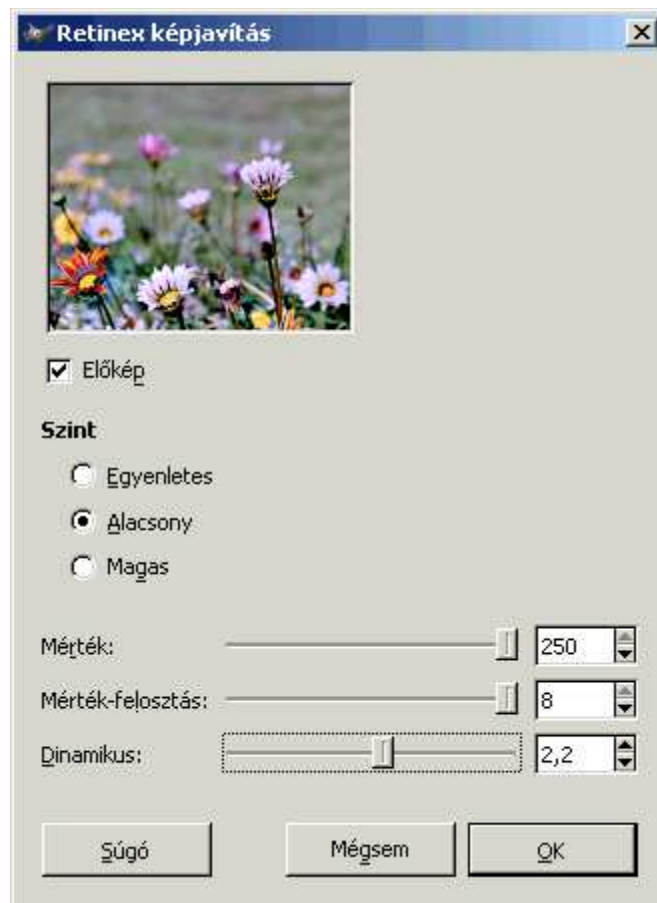 Retinex képjavítás
Előkép
Szint
Egyenletes
Alacsony
Magas
Mérték: 250
Mérték-felosztás: 8
Dinamikus: 2,2
Súgó Mégsem OK